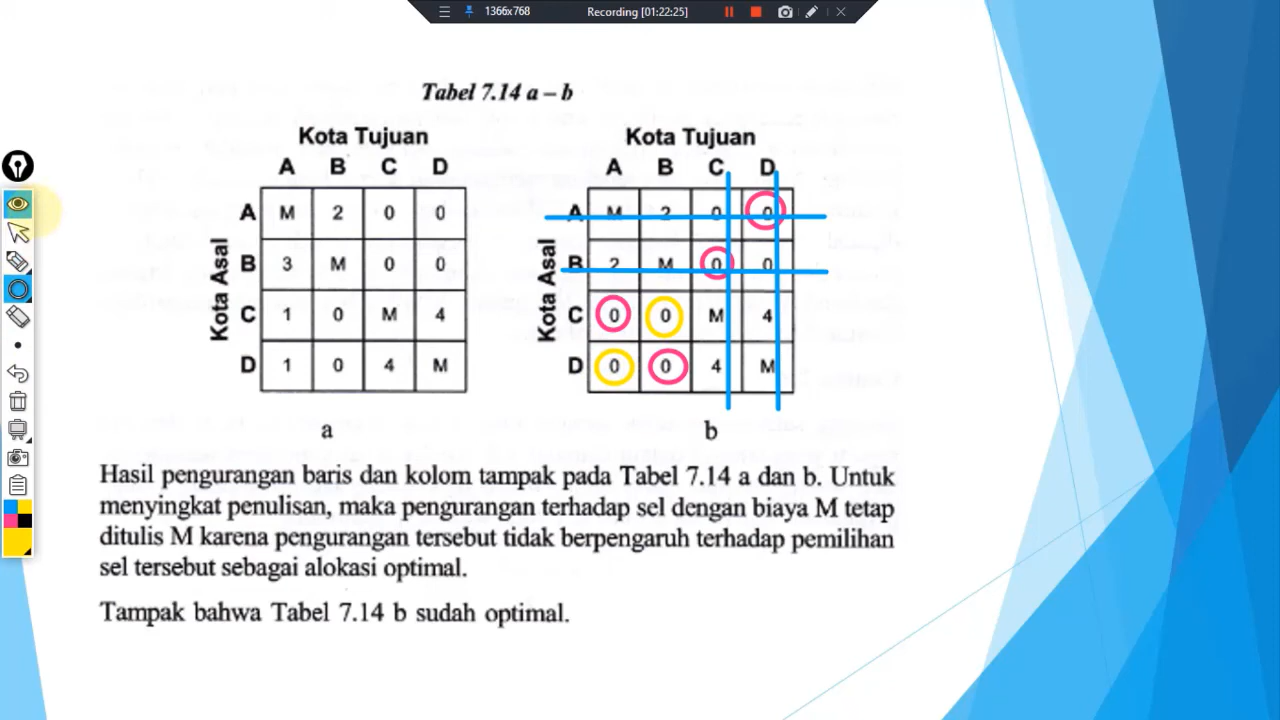 1366x768 Recording [01:22:25]
Tabel 7.14 a – b
Kota Tujuan Kota Tujuan
A B C D A B C D
Kota Asal Kota Asal
A M 2 0 0 A M 2 0 0
B 3 M 0 0 B 2 M 0 0
C 1 0 M 4 C 0 0 M 4
D 1 0 4 M D 0 0 4 M
a b
Hasil pengurangan baris dan kolom tampak pada Tabel 7.14 a dan b. Untuk
menyingkat penulisan, maka pengurangan terhadap sel dengan biaya M tetap
ditulis M karena pengurangan tersebut tidak berpengaruh terhadap pemilihan
sel tersebut sebagai alokasi optimal.
Tampak bahwa Tabel 7.14 b sudah optimal.